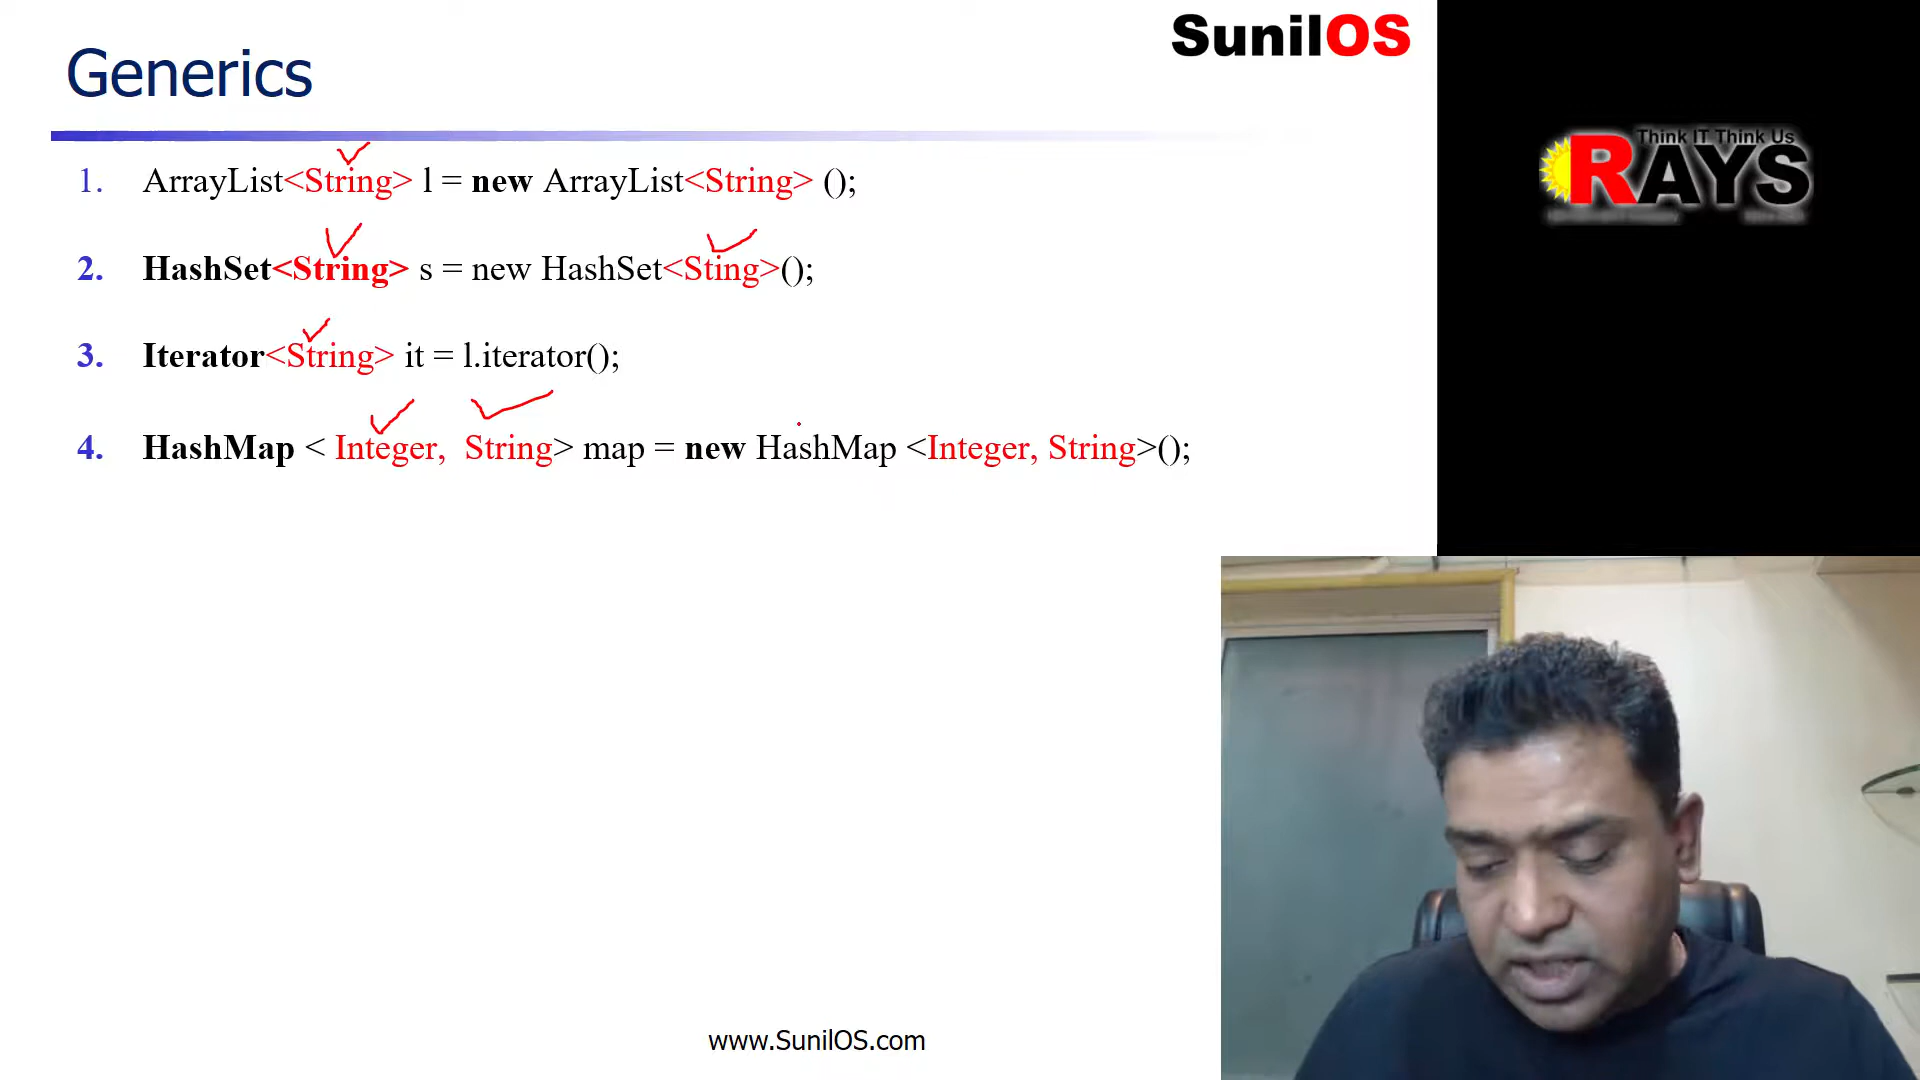 SunilOS
Generics
1. ArrayList<String> l = new ArrayList<String> ();
2. HashSet<String> s = new HashSet<Sting>();
3. Iterator<String> it = l.iterator();
4. HashMap < Integer, String> map = new HashMap <Integer, String>();
Think IT Think Us
RAYS
www.SunilOS.com